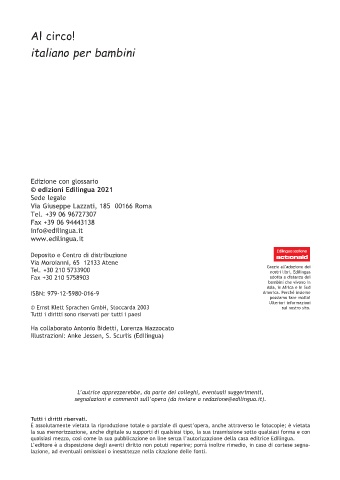 Al circo!
italiano per bambini
Edizione con glossario
© edizioni Edilingua 2021
Sede legale
Via Giuseppe Lazzati, 185 00166 Roma
Tel. +39 06 96727307
Fax +39 06 94443138
info@edilingua.it
www.edilingua.it
Deposito e Centro di distribuzione
Via Moroianni, 65 12133 Atene
Tel. +30 210 5733900
Fax +30 210 5758903
ISBN: 979-12-5980-016-9
© Ernst Klett Sprachen GmbH, Stoccarda 2003
Tutti i diritti sono riservati per tutti i paesi
Ha collaborato Antonio Bidetti, Lorenza Mazzocato
Illustrazioni: Anke Jessen, S. Scurlis (Edilingua)
Edilingua sostiene
actionaid
Grazie all'adozione dei
nostri libri, Edilingua
adotta a distanza dei
bambini che vivono in
Asia, in Africa e in Sud
America. Perché insieme
possiamo fare molto!
Ulteriori informazioni
sul nostro sito.
L'autrice apprezzerebbe, da parte dei colleghi, eventuali suggerimenti,
segnalazioni e commenti sull'opera (da inviare a redazione@edilingua.it).
Tutti i diritti riservati.
È assolutamente vietata la riproduzione totale o parziale di quest'opera, anche attraverso le fotocopie; è vietata
la sua memorizzazione, anche digitale su supporti di qualsiasi tipo, la sua trasmissione sotto qualsiasi forma e con
qualsiasi mezzo, così come la sua pubblicazione on line senza l'autorizzazione della casa editrice Edilingua.
L'editore è a disposizione degli aventi diritto non potuti reperire; porrà inoltre rimedio, in caso di cortese segna-
lazione, ad eventuali omissioni o inesattezze nella citazione delle fonti.